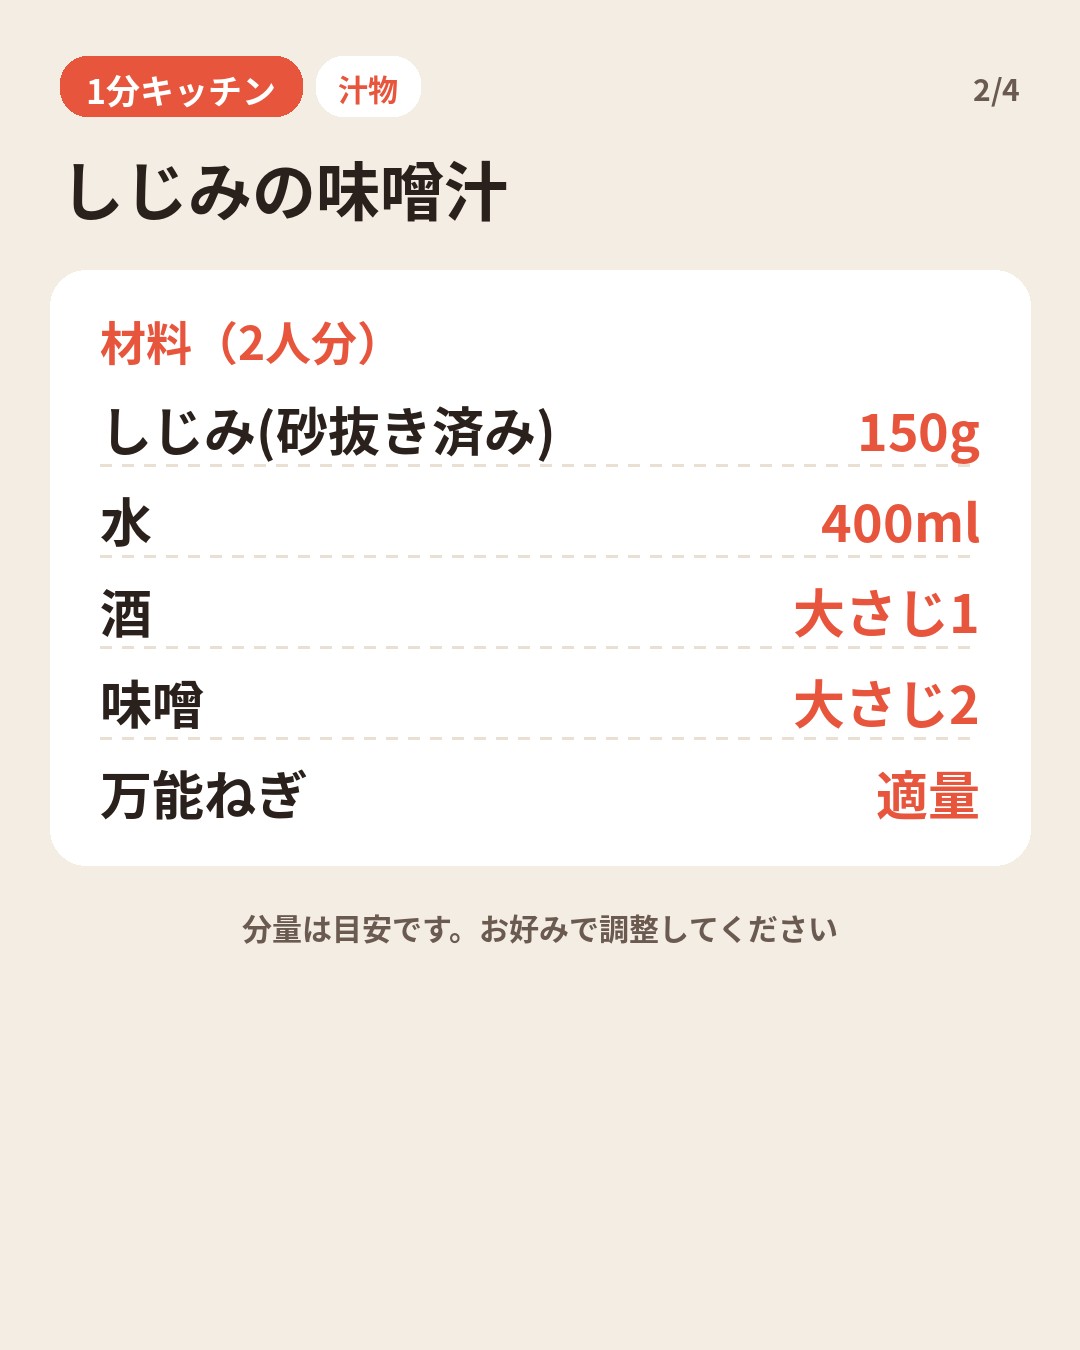 1分キッチン 汁物 2/4
しじみの味噌汁
材料（2人分）
しじみ(砂抜き済み) 150g
水 400ml
酒 大さじ1
味噌 大さじ2
万能ねぎ 適量
分量は目安です。お好みで調整してください